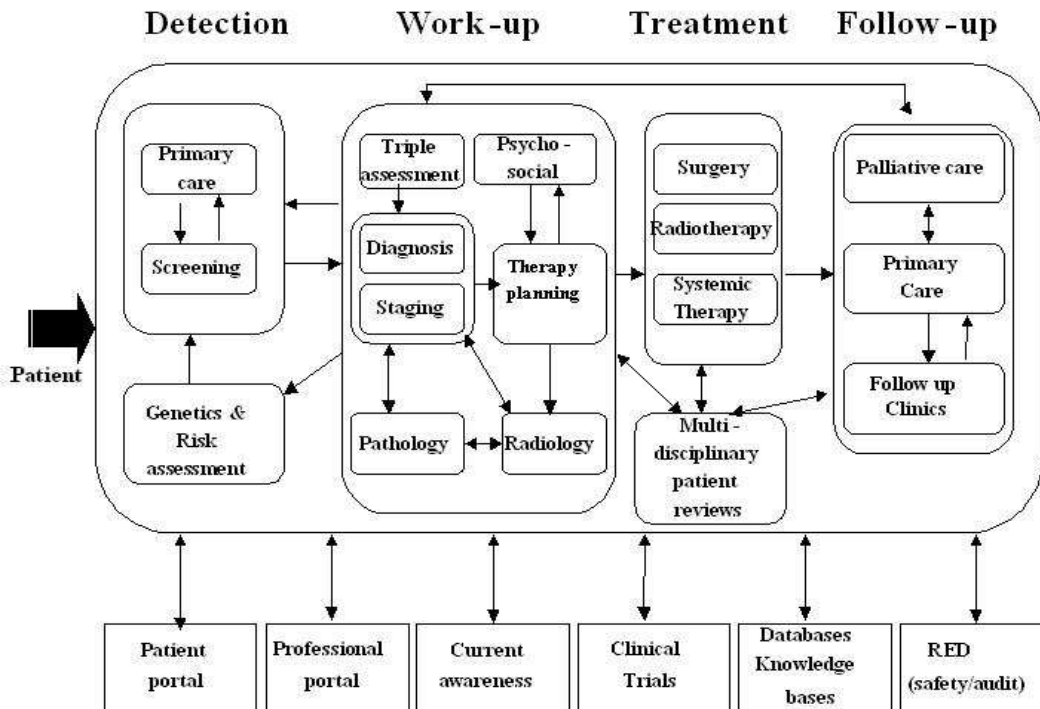 Detection
Work-up
Treatment
Follow-up
Patient
Primary
care
Screening
Genetics &
Risk
assessment
Triple
assessment
Psycho -
social
Diagnosis
Staging
Therapy
planning
Pathology
Radiology
Surgery
Radiotherapy
Systemic
Therapy
Multi -
disciplinary
patient
reviews
Palliative care
Primary
Care
Follow up
Clinics
Patient
portal
Professional
portal
Current
awareness
Clinical
Trials
Databases
Knowledge
bases
RED
(safety/audit)